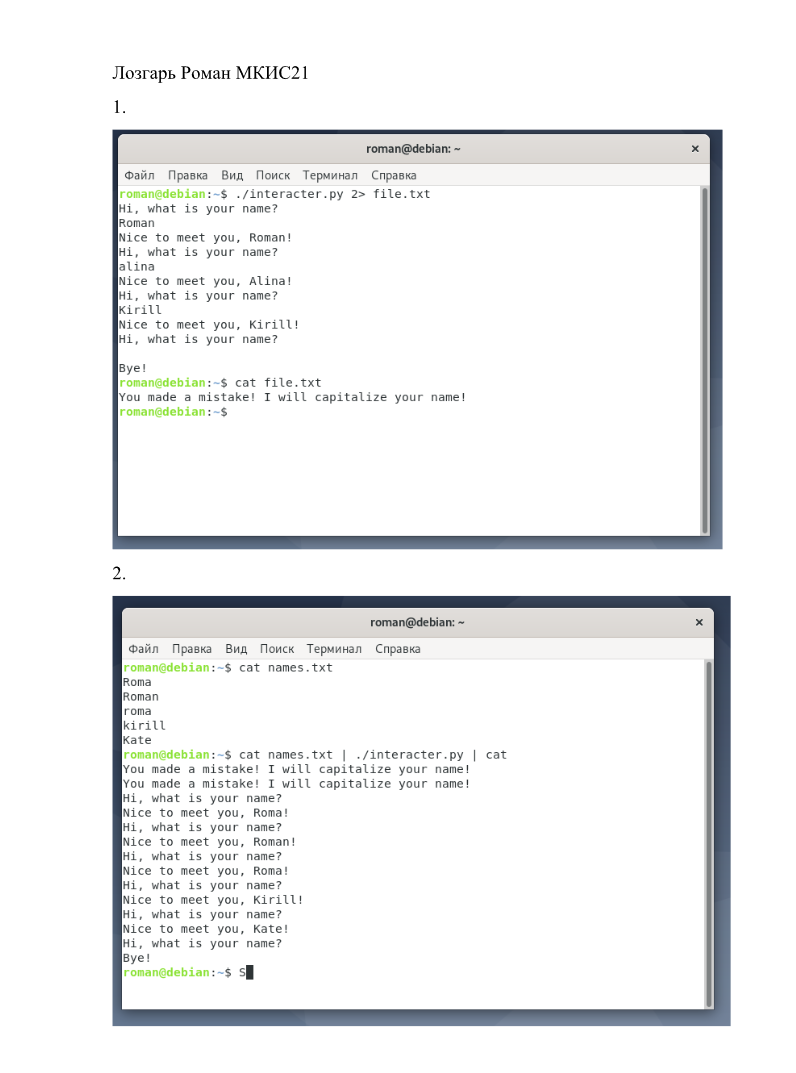 Лозгарь Роман МКИС21
1.
roman@debian: ~ ×
Файл Правка Вид Поиск Терминал Справка
roman@debian:~$ ./interacter.py 2> file.txt
Hi, what is your name?
Roman
Nice to meet you, Roman!
Hi, what is your name?
alina
Nice to meet you, Alina!
Hi, what is your name?
Kirill
Nice to meet you, Kirill!
Hi, what is your name?

Bye!
roman@debian:~$ cat file.txt
You made a mistake! I will capitalize your name!
roman@debian:~$
2.
roman@debian: ~ ×
Файл Правка Вид Поиск Терминал Справка
roman@debian:~$ cat names.txt
Roma
Roman
roma
kirill
Kate
roman@debian:~$ cat names.txt | ./interacter.py | cat
You made a mistake! I will capitalize your name!
You made a mistake! I will capitalize your name!
Hi, what is your name?
Nice to meet you, Roma!
Hi, what is your name?
Nice to meet you, Roman!
Hi, what is your name?
Nice to meet you, Roma!
Hi, what is your name?
Nice to meet you, Kirill!
Hi, what is your name?
Nice to meet you, Kate!
Hi, what is your name?
Bye!
roman@debian:~$ S